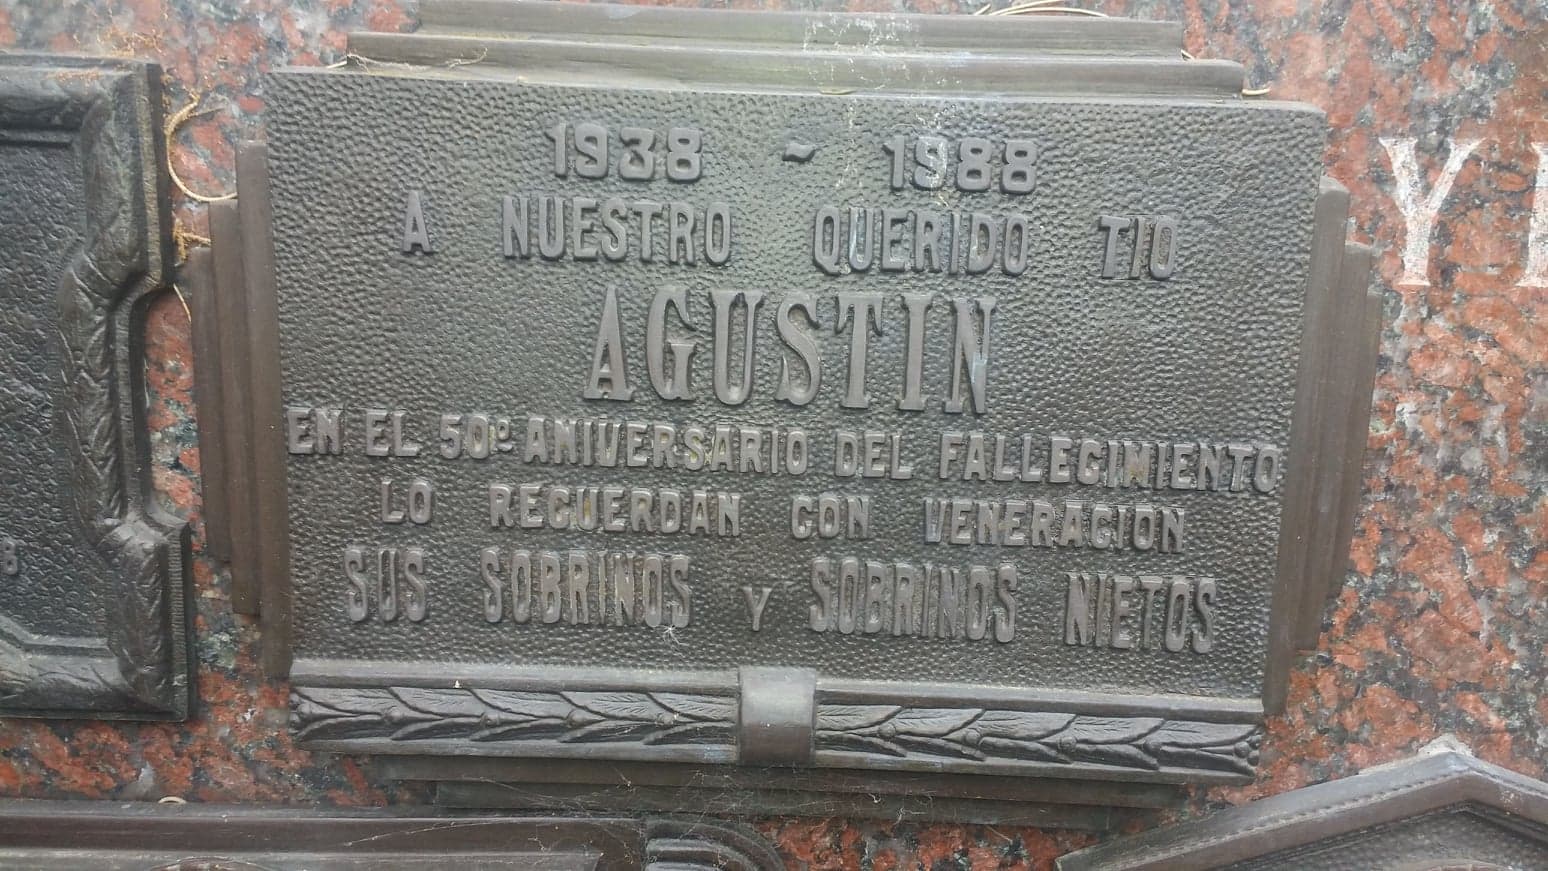 1938 - 1988
A NUESTRO QUERIDO TIO
AGUSTIN
EN EL 50º ANIVERSARIO DEL FALLECIMIENTO
LO RECUERDAN CON VENERACION
SUS SOBRINOS Y SOBRINOS NIETOS
8
Y